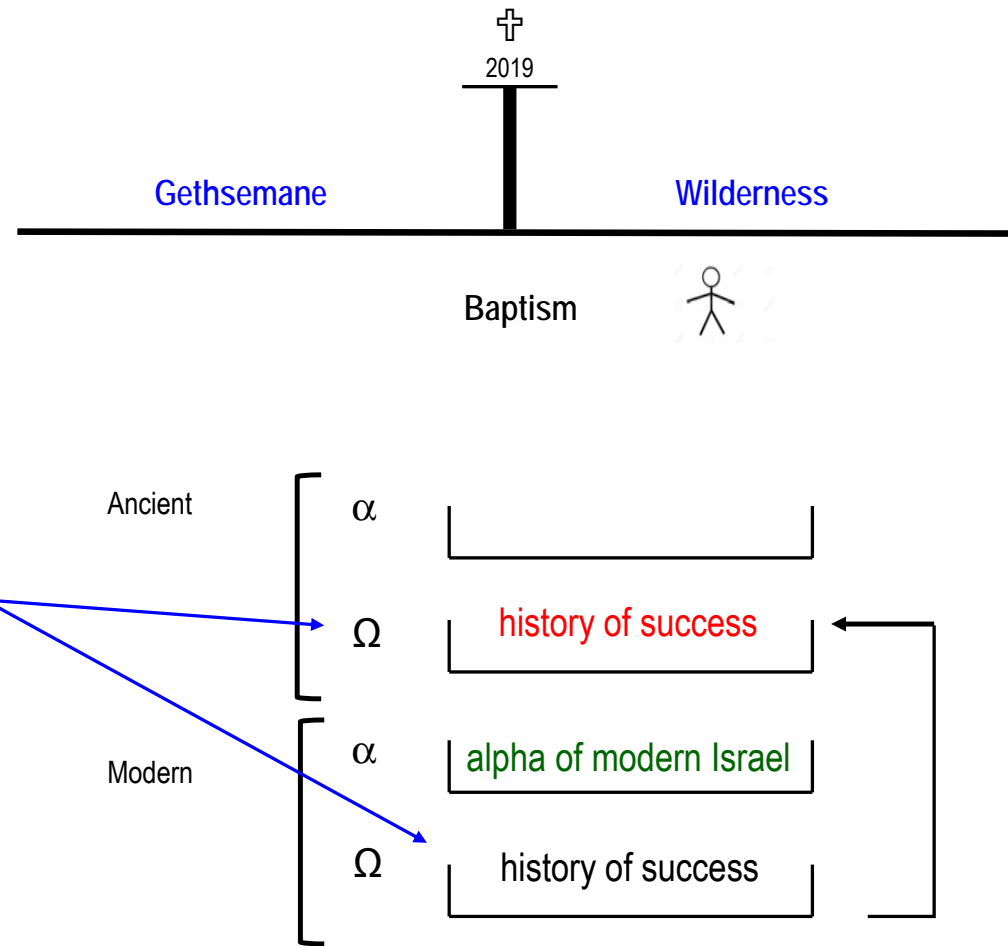 2019
Gethsemane Wilderness
Baptism
Ancient α
Ω history of success
α alpha of modern Israel
Modern
Ω history of success